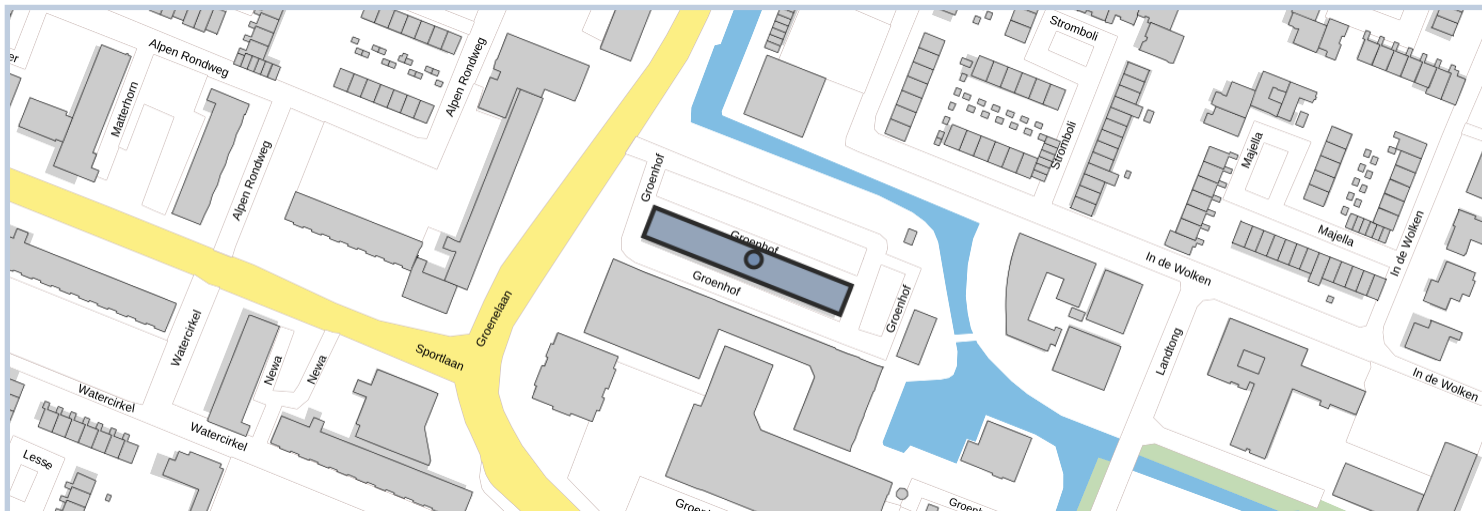 Stromboli
Alpen Rondweg
er
Alpen Rondweg
Matterhorn
Stromboli
Majella
Groenhof
Alpen Rondweg
Majella
Groenhof
In de Wolken
In de Wolken
Groenhof
Groenhof
Groenelaan
Watercirkel
Landtong
Sportlaan
Newa
Newa
In de Wolken
Watercirkel
Watercirkel
Lesse